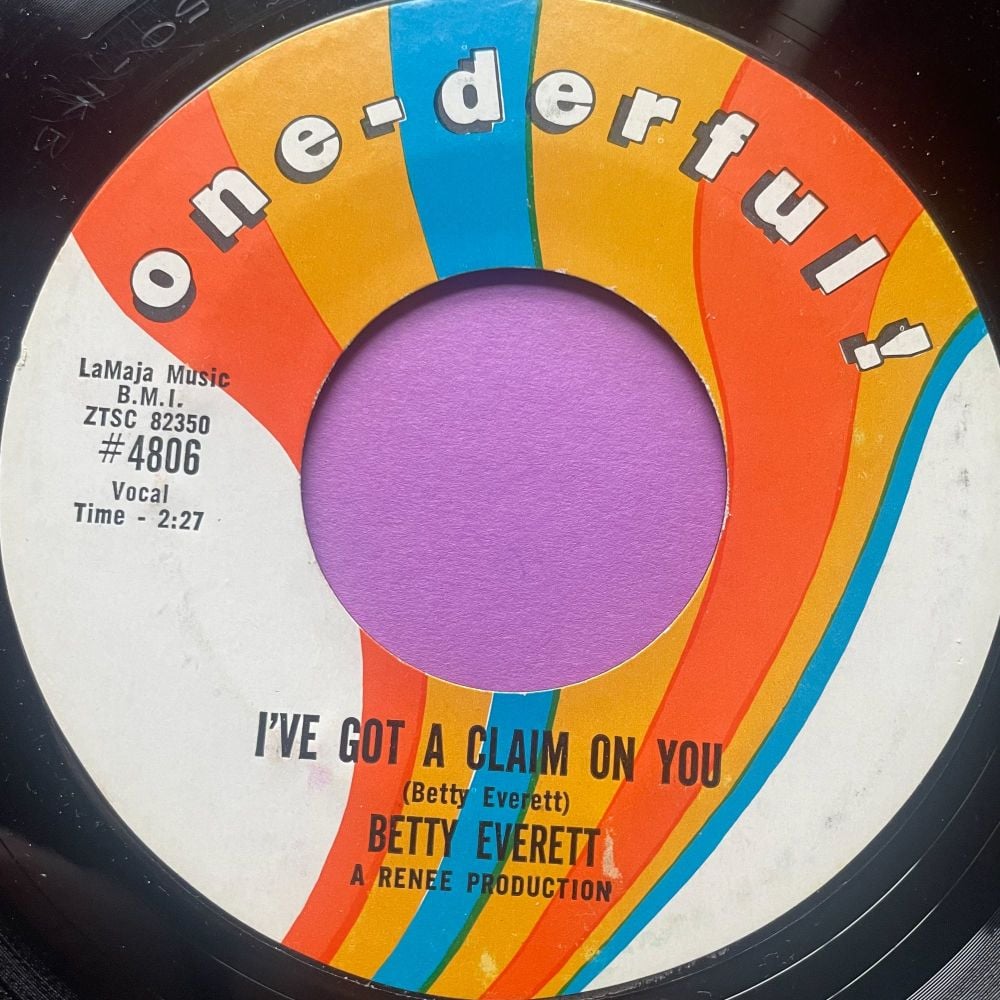 one-derful!
LaMaja Music
B.M.I.
ZTSC 82350
#4806
Vocal
Time - 2:27
I'VE GOT A CLAIM ON YOU
(Betty Everett)
BETTY EVERETT
A RENEE PRODUCTION